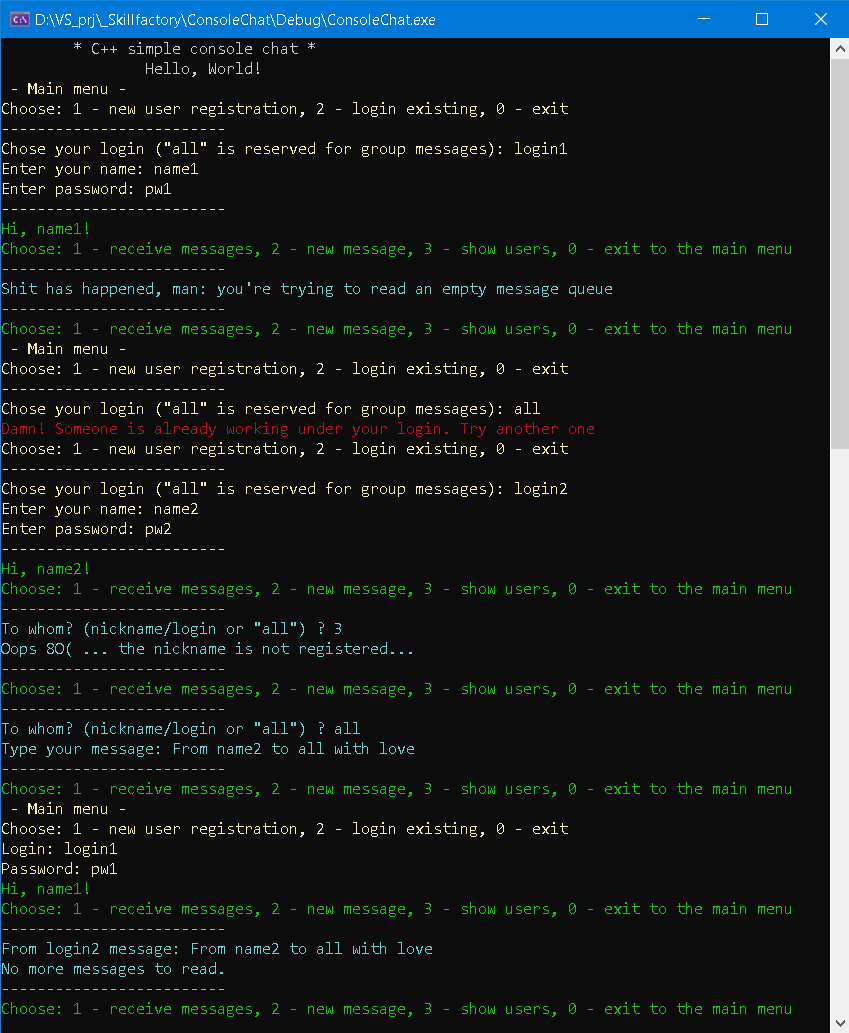 D:\VS_prj\_Skillfactory\ConsoleChat\Debug\ConsoleChat.exe
* C++ simple console chat *
Hello, World!
- Main menu -
Choose: 1 - new user registration, 2 - login existing, 0 - exit
-------------------------
Chose your login ("all" is reserved for group messages): login1
Enter your name: name1
Enter password: pw1
-------------------------
Hi, name1!
Choose: 1 - receive messages, 2 - new message, 3 - show users, 0 - exit to the main menu
-------------------------
Shit has happened, man: you're trying to read an empty message queue
-------------------------
Choose: 1 - receive messages, 2 - new message, 3 - show users, 0 - exit to the main menu
- Main menu -
Choose: 1 - new user registration, 2 - login existing, 0 - exit
-------------------------
Chose your login ("all" is reserved for group messages): all
Damn! Someone is already working under your login. Try another one
Choose: 1 - new user registration, 2 - login existing, 0 - exit
-------------------------
Chose your login ("all" is reserved for group messages): login2
Enter your name: name2
Enter password: pw2
-------------------------
Hi, name2!
Choose: 1 - receive messages, 2 - new message, 3 - show users, 0 - exit to the main menu
-------------------------
To whom? (nickname/login or "all") ? 3
Oops 8O( ... the nickname is not registered...
-------------------------
Choose: 1 - receive messages, 2 - new message, 3 - show users, 0 - exit to the main menu
-------------------------
To whom? (nickname/login or "all") ? all
Type your message: From name2 to all with love
-------------------------
Choose: 1 - receive messages, 2 - new message, 3 - show users, 0 - exit to the main menu
- Main menu -
Choose: 1 - new user registration, 2 - login existing, 0 - exit
Login: login1
Password: pw1
Hi, name1!
Choose: 1 - receive messages, 2 - new message, 3 - show users, 0 - exit to the main menu
-------------------------
From login2 message: From name2 to all with love
No more messages to read.
-------------------------
Choose: 1 - receive messages, 2 - new message, 3 - show users, 0 - exit to the main menu